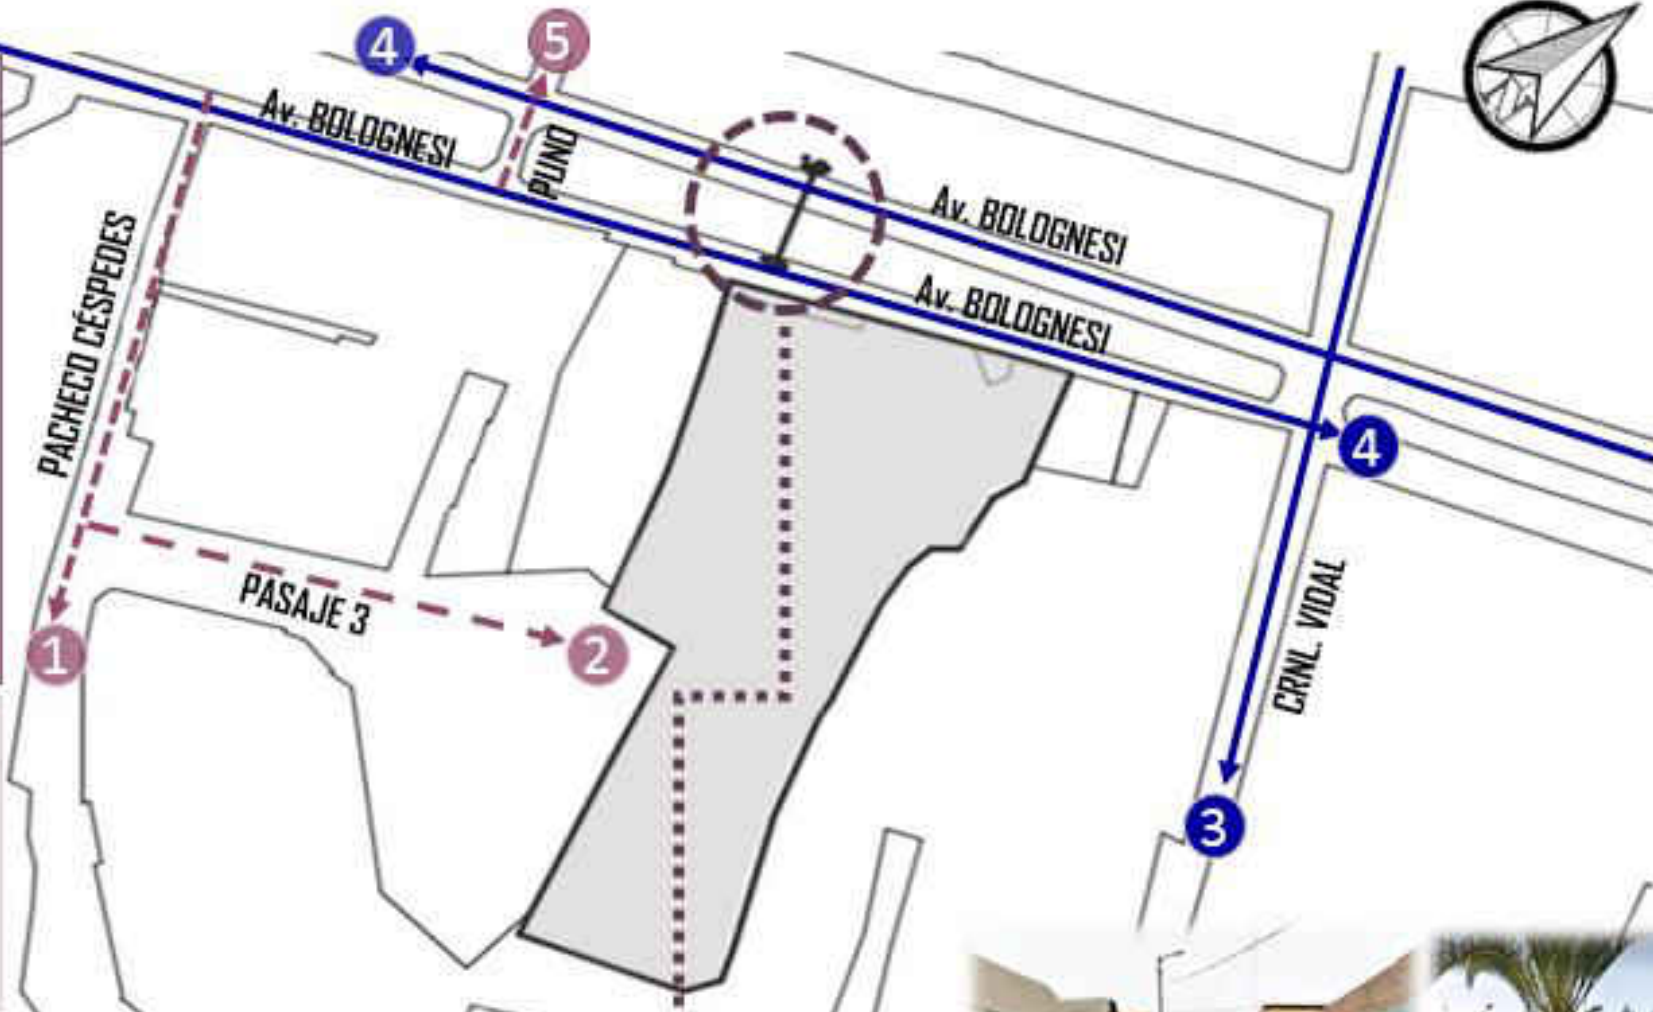 4
5
Av. BOLOGNESI
PUNO
Av. BOLOGNESI
PACHECO CÉSPEDES
Av. BOLOGNESI
4
PASAJE 3
1
2
CRNL. VIDAL
3